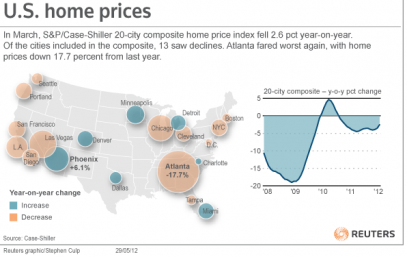 U.S. home prices
In March, S&P/Case-Shiller 20-city composite home price index fell 2.6 pct year-on-year.
Of the cities included in the composite, 13 saw declines. Atlanta fared worst again, with home
prices down 17.7 percent from last year.
Seattle
Portland
San Francisco
Las Vegas
L.A.
San
Diego
Phoenix
+6.1%
Denver
Dallas
Minneapolis
Chicago
Detroit
Cleveland
Boston
NYC
D.C.
Charlotte
Atlanta
-17.7%
Tampa
Miami
Year-on-year change
Increase
Decrease
20-city composite – y-o-y pct change
5
0
-5
-10
-15
-20
'08
'09
'10
'11
'12
Source: Case-Shiller
REUTERS
Reuters graphic/Stephen Culp
29/05/12